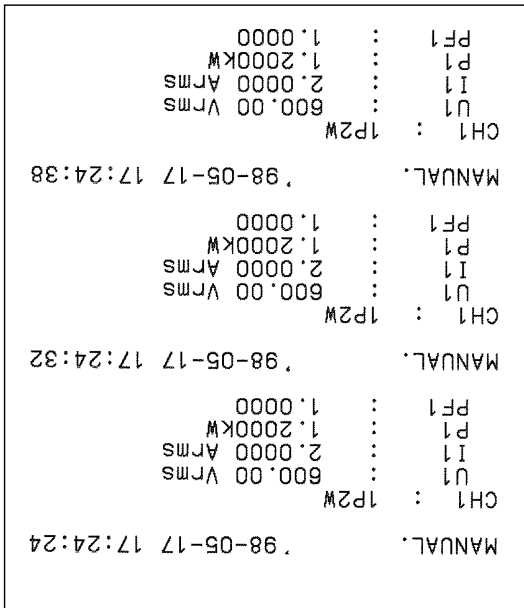 MANUAL. '98-05-17 17:24:24
CH1 : 1P2W
U1 : 600.00 Vrms
I1 : 2.0000 Arms
P1 : 1.2000kW
PF1 : 1.0000
MANUAL. '98-05-17 17:24:32
CH1 : 1P2W
U1 : 600.00 Vrms
I1 : 2.0000 Arms
P1 : 1.2000kW
PF1 : 1.0000
MANUAL. '98-05-17 17:24:38
CH1 : 1P2W
U1 : 600.00 Vrms
I1 : 2.0000 Arms
P1 : 1.2000kW
PF1 : 1.0000